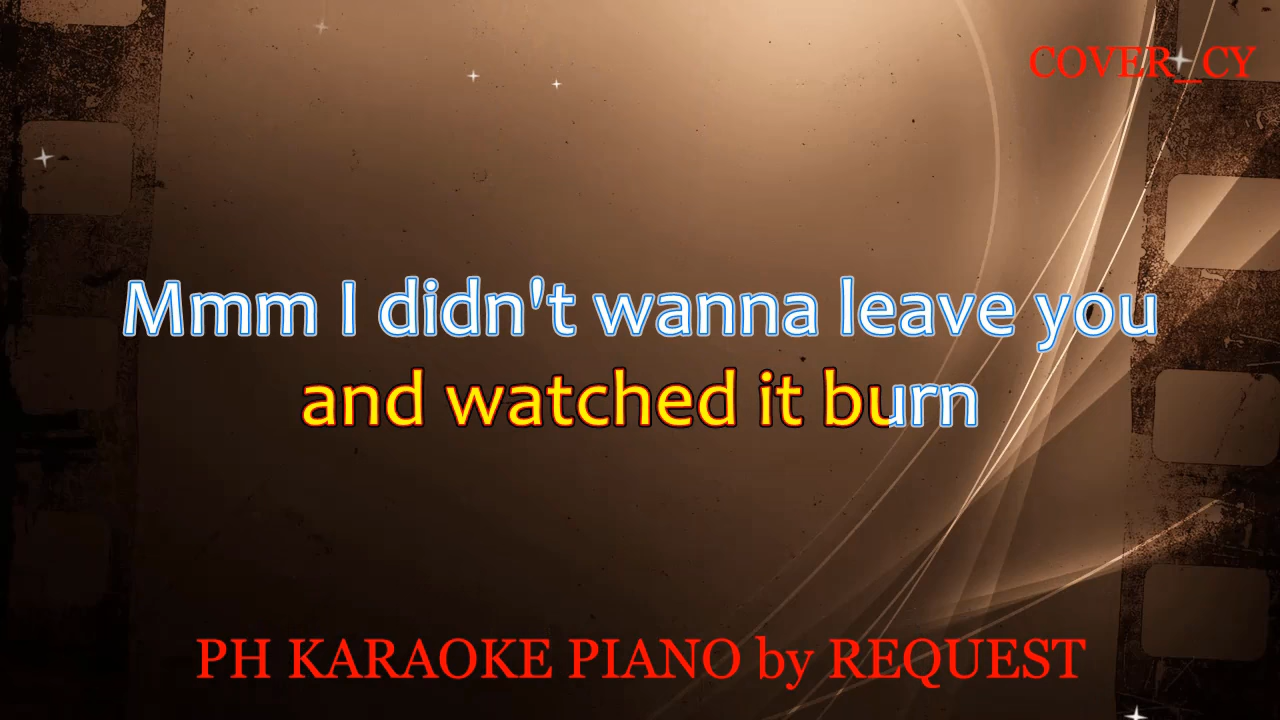 COVER_CY
Mmm I didn't wanna leave you
and watched it burn
PH KARAOKE PIANO by REQUEST